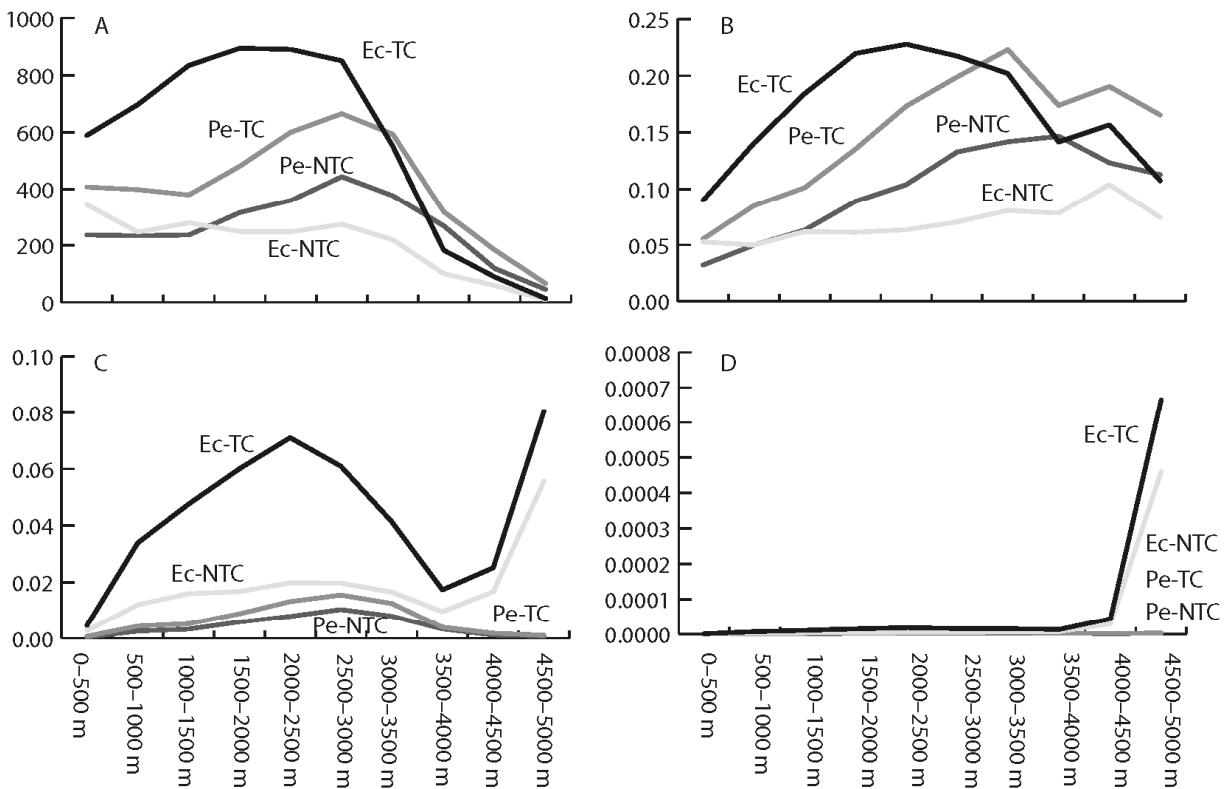 A
1000
800
600
400
200
0
Ec-TC
Pe-TC
Pe-NTC
Ec-NTC
B
0.25
0.20
0.15
0.10
0.05
0.00
Ec-TC
Pe-TC
Pe-NTC
Ec-NTC
C
0.10
0.08
0.06
0.04
0.02
0.00
Ec-TC
Ec-NTC
Pe-TC
Pe-NTC
0–500 m
500–1000 m
1000–1500 m
1500–2000 m
2000–2500 m
2500–3000 m
3000–3500 m
3500–4000 m
4000–4500 m
4500–5000 m
D
0.0008
0.0007
0.0006
0.0005
0.0004
0.0003
0.0002
0.0001
0.0000
Ec-TC
Ec-NTC
Pe-TC
Pe-NTC
0–500 m
500–1000 m
1000–1500 m
1500–2000 m
2000–2500 m
2500–3000 m
3000–3500 m
3500–4000 m
4000–4500 m
4500–5000 m